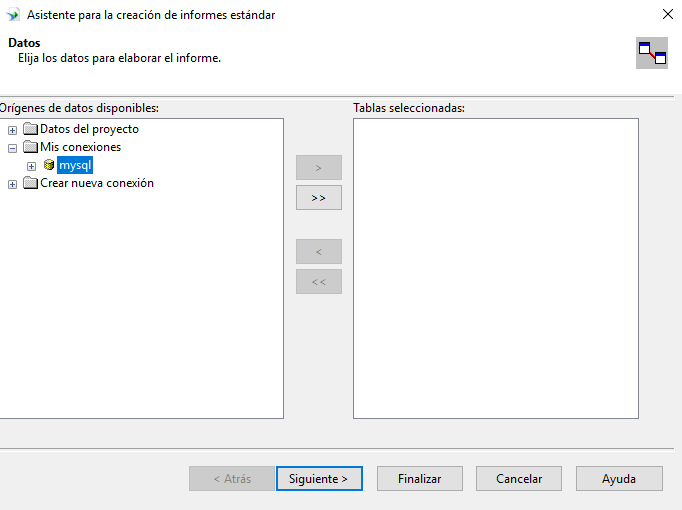 Asistente para la creación de informes estándar
Datos
Elija los datos para elaborar el informe.
Orígenes de datos disponibles:
Tablas seleccionadas:
Datos del proyecto
Mis conexiones
mysql
Crear nueva conexión
>
>>
<
<<
< Atrás
Siguiente >
Finalizar
Cancelar
Ayuda